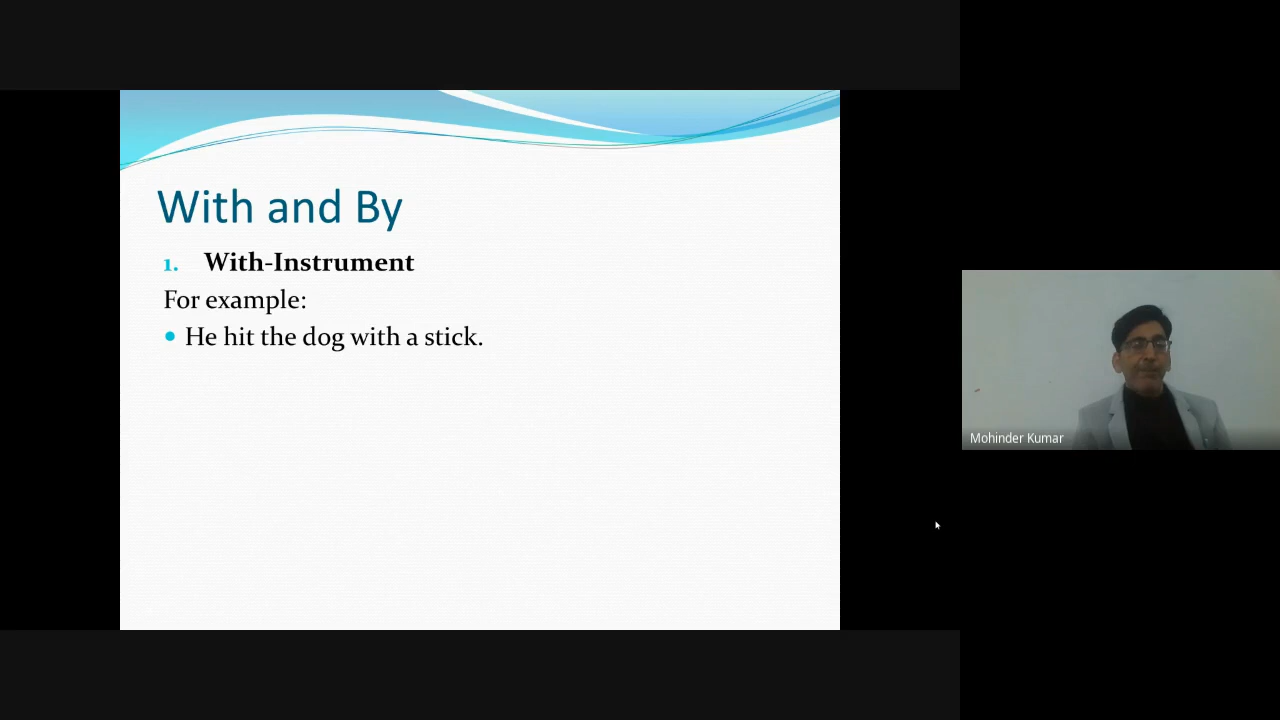 With and By
1. With-Instrument
For example:
• He hit the dog with a stick.
Mohinder Kumar